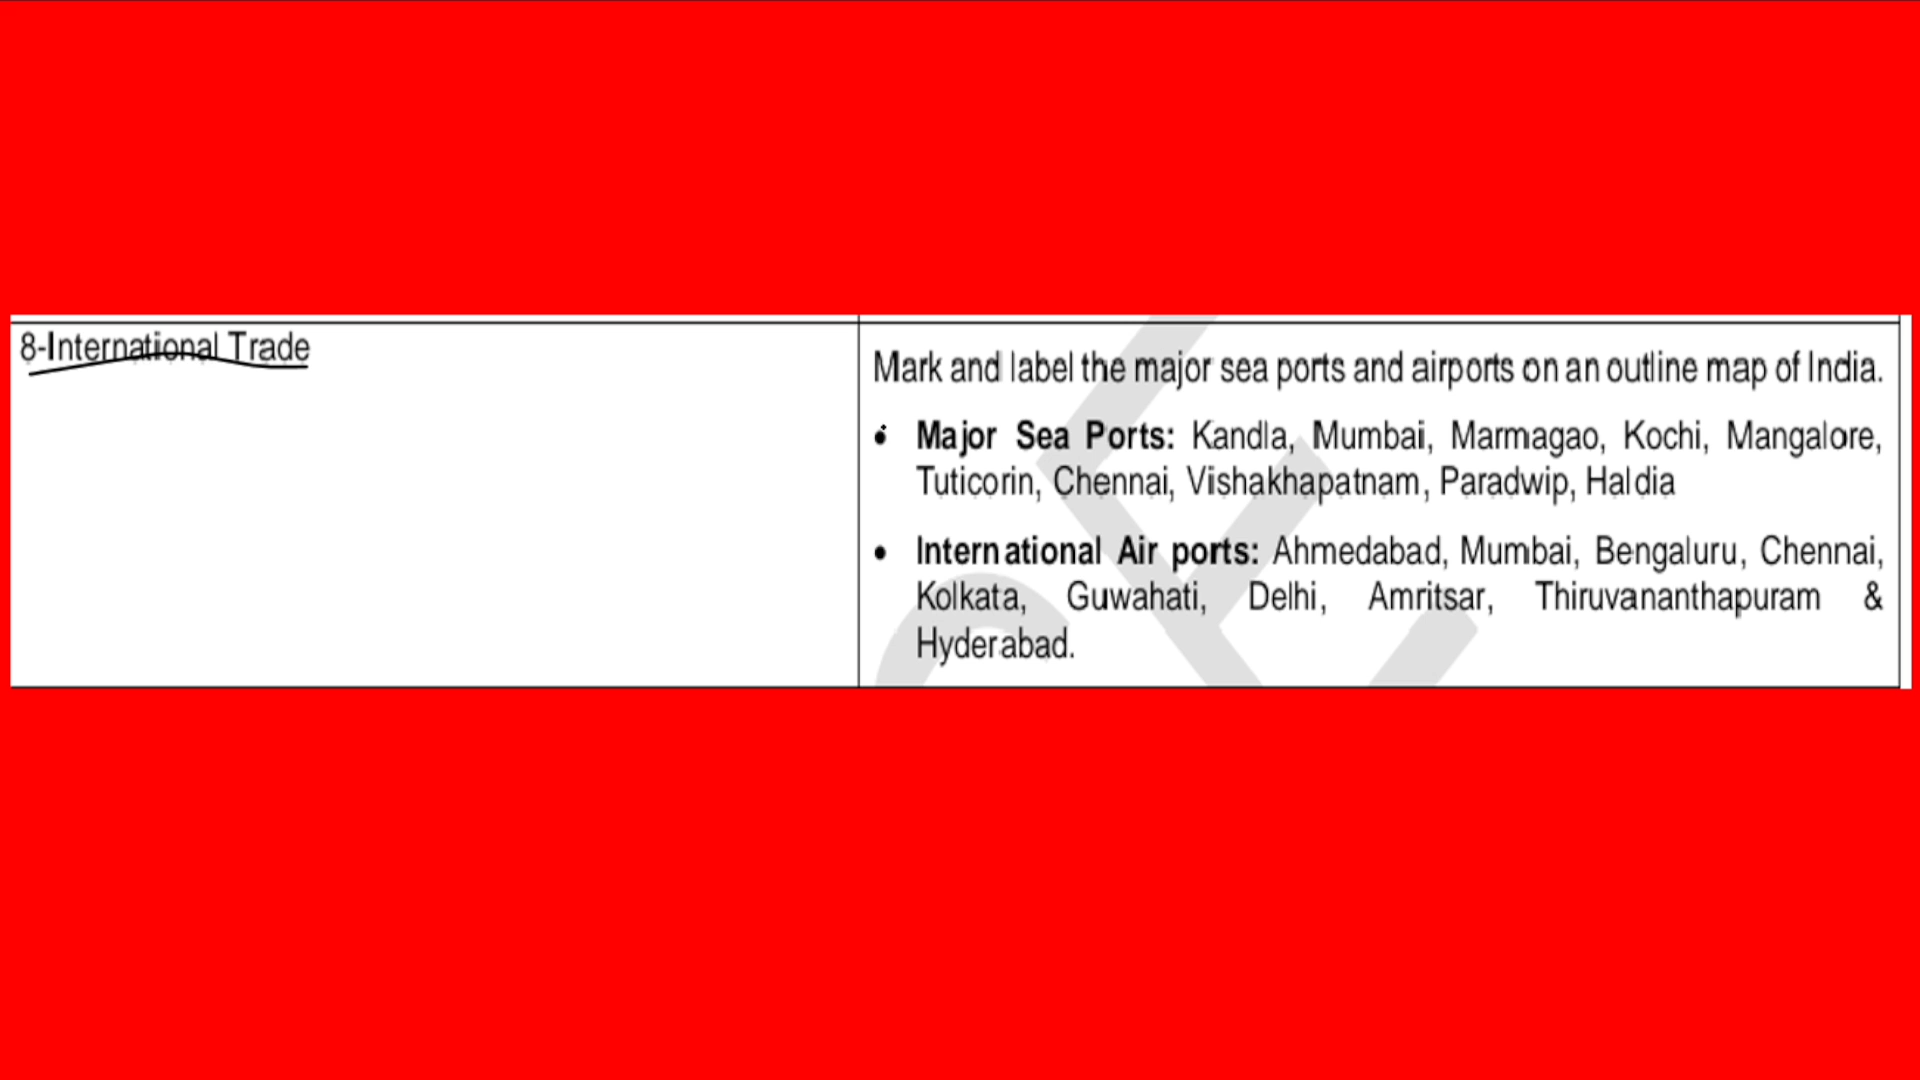 8-International Trade
Mark and label the major sea ports and airports on an outline map of India.
• Major Sea Ports: Kandla, Mumbai, Marmagao, Kochi, Mangalore,
Tuticorin, Chennai, Vishakhapatnam, Paradwip, Haldia
• International Air ports: Ahmedabad, Mumbai, Bengaluru, Chennai,
Kolkata, Guwahati, Delhi, Amritsar, Thiruvananthapuram &
Hyderabad.